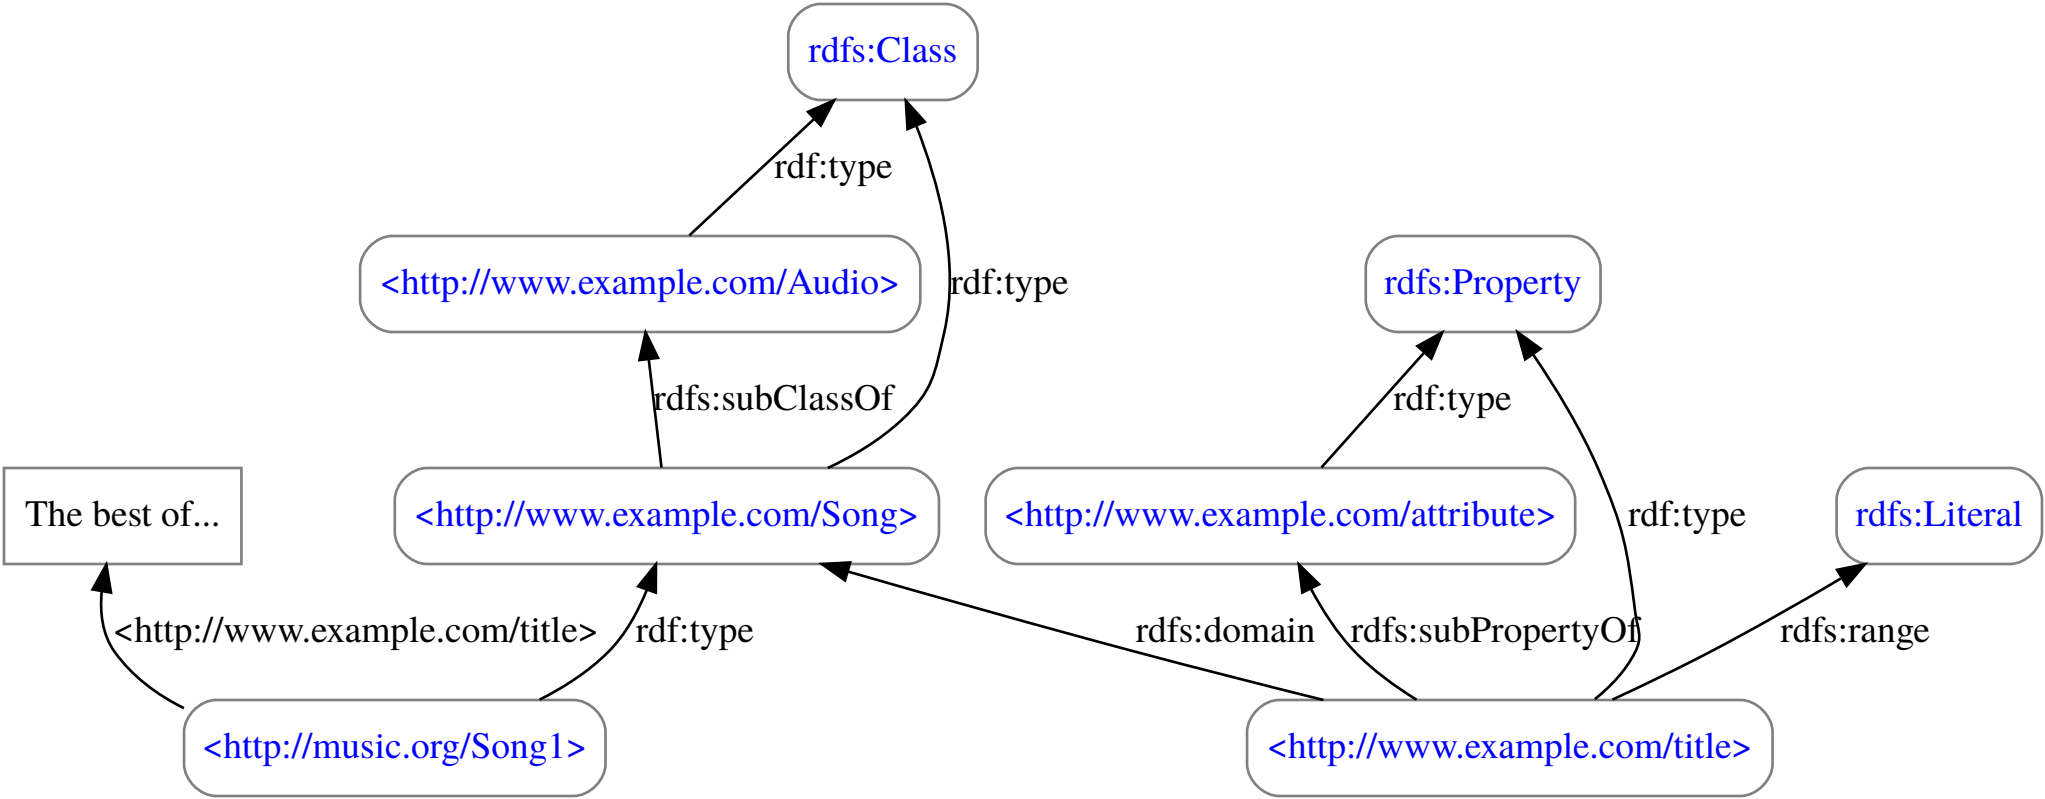 rdfs:Class
rdf:type
<http://www.example.com/Audio>
rdf:type
rdfs:Property
rdfs:subClassOf
rdf:type
The best of...
<http://www.example.com/Song>
<http://www.example.com/attribute>
rdf:type
rdfs:Literal
<http://www.example.com/title>
rdf:type
rdfs:domain
rdfs:subPropertyOf
rdfs:range
<http://music.org/Song1>
<http://www.example.com/title>